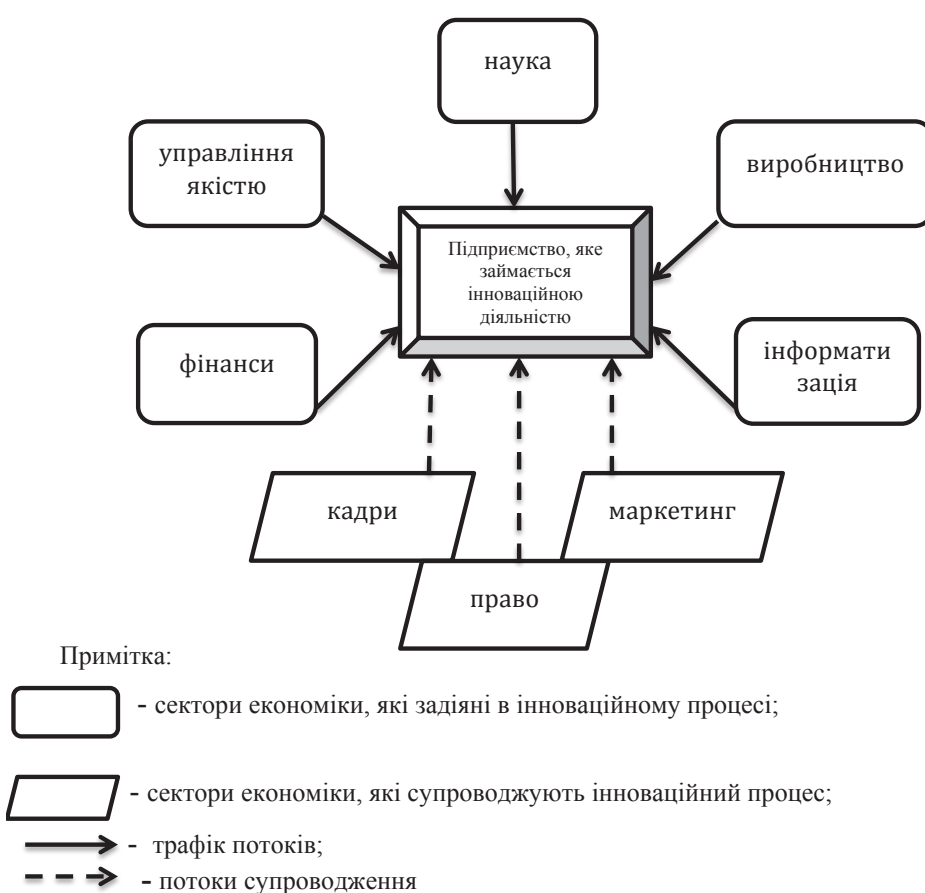 наука
управління
якістю
виробництво
Підприємство, яке
займається
інноваційною
діяльністю
фінанси
інформати
зація
кадри
маркетинг
право
Примітка:
- сектори економіки, які задіяні в інноваційному процесі;
- сектори економіки, які супроводжують інноваційний процес;
- трафік потоків;
- потоки супроводження